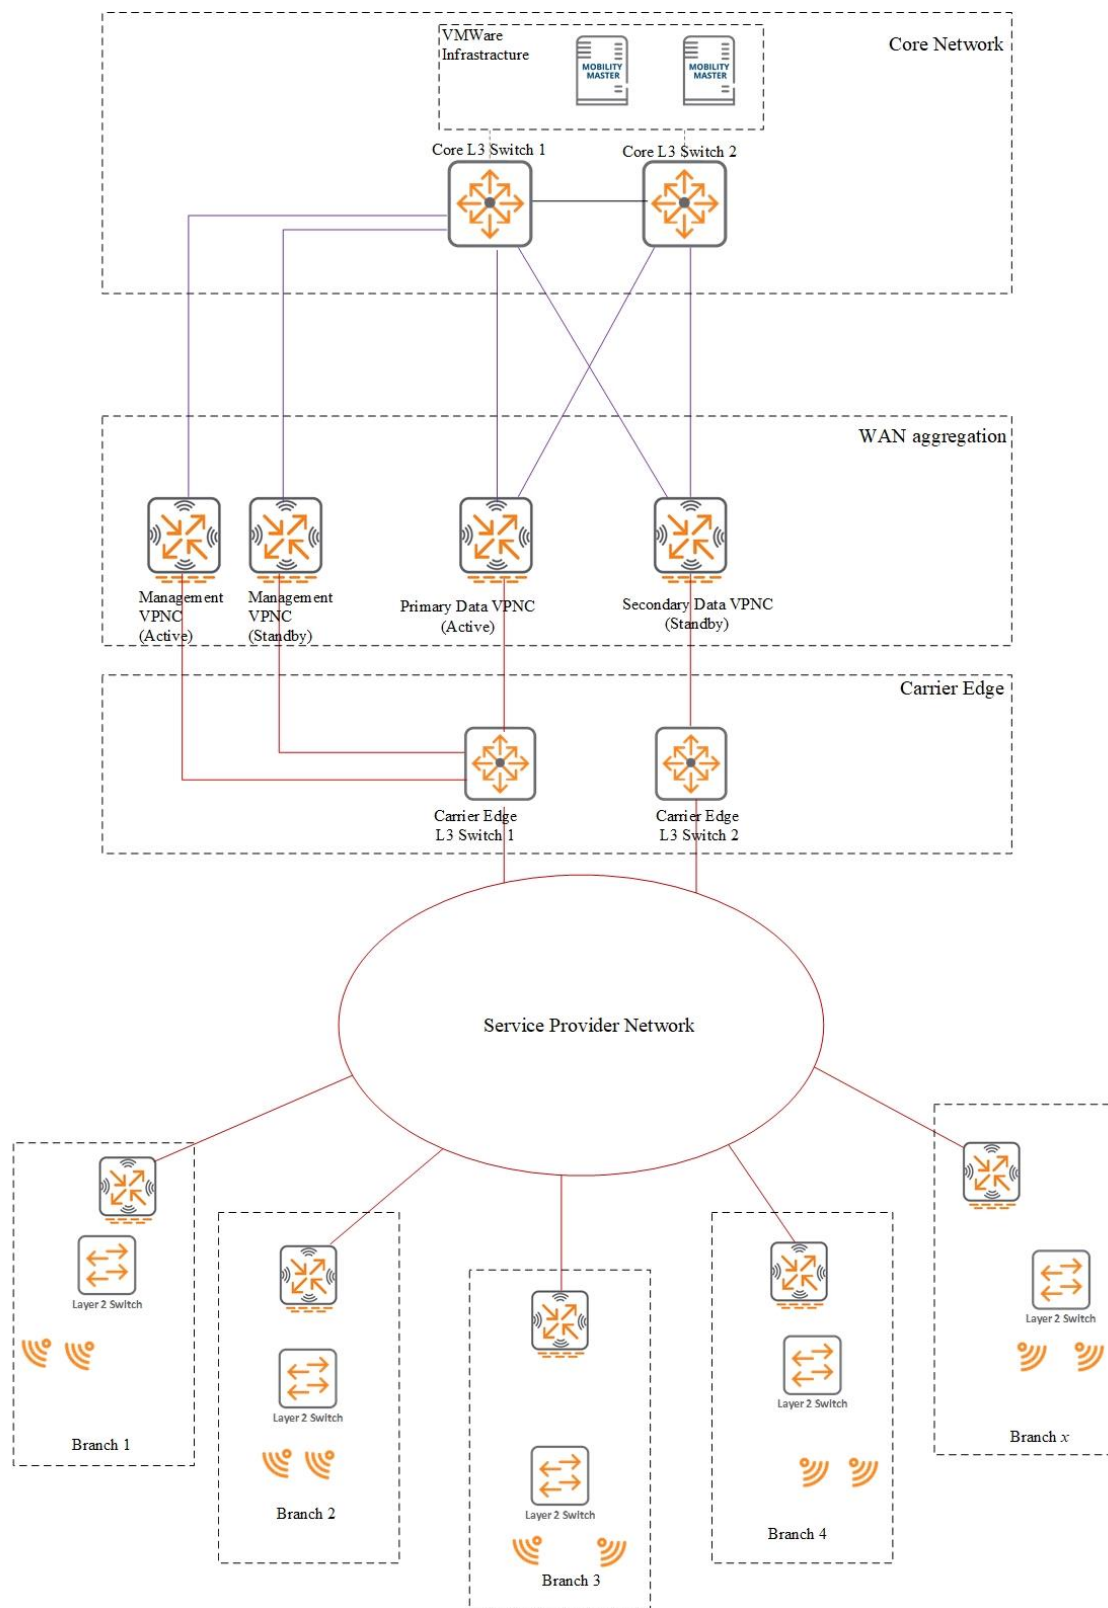 VMWare
Infrastracture
Core Network
MOBILITY
MASTER
MOBILITY
MASTER
Core L3 Switch 1
Core L3 Switch 2
WAN aggregation
Management
VPNC
(Active)
Management
VPNC
(Standby)
Primary Data VPNC
(Active)
Secondary Data VPNC
(Standby)
Carrier Edge
Carrier Edge
L3 Switch 1
Carrier Edge
L3 Switch 2
Service Provider Network
Layer 2 Switch
Branch 1
Layer 2 Switch
Branch 2
Layer 2 Switch
Branch 3
Layer 2 Switch
Branch 4
Layer 2 Switch
Branch x